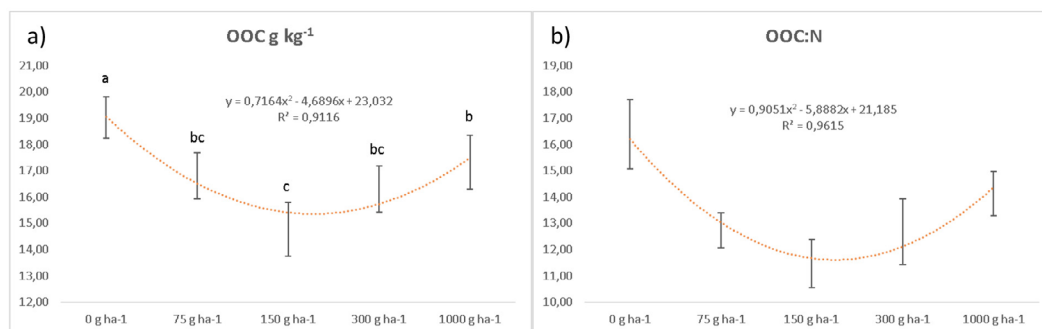 a)
OOC g kg-1
21,00
20,00
19,00
18,00
17,00
16,00
15,00
14,00
13,00
12,00
a
bc
c
bc
b
y = 0,7164x² - 4,6896x + 23,032
R² = 0,9116
0 g ha-1 75 g ha-1 150 g ha-1 300 g ha-1 1000 g ha-1
b)
OOC:N
19,00
18,00
17,00
16,00
15,00
14,00
13,00
12,00
11,00
10,00
y = 0,9051x² - 5,8882x + 21,185
R² = 0,9615
0 g ha-1 75 g ha-1 150 g ha-1 300 g ha-1 1000 g ha-1